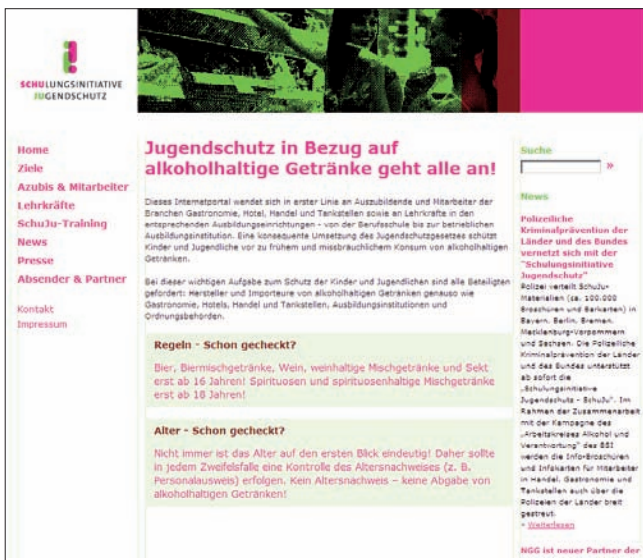 SCHULUNGSINITIATIVE
JUGENDSCHUTZ
Home
Ziele
Azubis & Mitarbeiter
Lehrkräfte
SchuJu-Training
News
Presse
Absender & Partner
Kontakt
Impressum
Jugendschutz in Bezug auf
alkoholhaltige Getränke geht alle an!
Dieses Internetportal wendet sich in erster Linie an Auszubildende und Mitarbeiter der
Branchen Gastronomie, Hotel, Handel und Tankstellen sowie an Lehrkräfte in den
entsprechenden Ausbildungseinrichtungen - von der Berufsschule bis zur betrieblichen
Ausbildungsinstitution. Eine konsequente Umsetzung des Jugendschutzgesetzes schützt
Kinder und Jugendliche vor zu frühem und missbräuchlichem Konsum von alkoholhaltigen
Getränken.
Bei dieser wichtigen Aufgabe zum Schutz der Kinder und Jugendlichen sind alle Beteiligten
gefordert: Hersteller und Importeure von alkoholhaltigen Getränken genauso wie
Gastronomie, Hotels, Handel und Tankstellen, Ausbildungsinstitutionen und
Ordnungsbehörden.
Regeln - Schon gecheckt?
Bier, Biermischgetränke, Wein, weinhaltige Mischgetränke und Sekt
erst ab 16 Jahren! Spirituosen und spirituosenhaltige Mischgetränke
erst ab 18 Jahren!
Alter - Schon gecheckt?
Nicht immer ist das Alter auf den ersten Blick eindeutig! Daher sollte
in jedem Zweifelsfalle eine Kontrolle des Altersnachweises (z. B.
Personalausweis) erfolgen. Kein Altersnachweis – keine Abgabe von
alkoholhaltigen Getränken!
Suche
»
News
Polizeiliche
Kriminalprävention der
Länder und des Bundes
vernetzt sich mit der
"Schulungsinitiative
Jugendschutz"
Polizei verteilt SchuJu-
Materialien (ca. 100.000
Broschüren und Barkarten) in
Bayern, Berlin, Bremen,
Mecklenburg-Vorpommern
und Sachsen. Die Polizeiliche
Kriminalprävention der Länder
und des Bundes unterstützt
ab sofort die
„Schulungsinitiative
Jugendschutz - SchuJu". Im
Rahmen der Zusammenarbeit
mit der Kampagne des
„Arbeitskreises Alkohol und
Verantwortung" des BSI
werden die Info-Broschüren
und Infokarten für Mitarbeiter
in Handel, Gastronomie und
Tankstellen auch über die
Polizeien der Länder breit
gestreut.
» Weiterlesen
NGG ist neuer Partner der